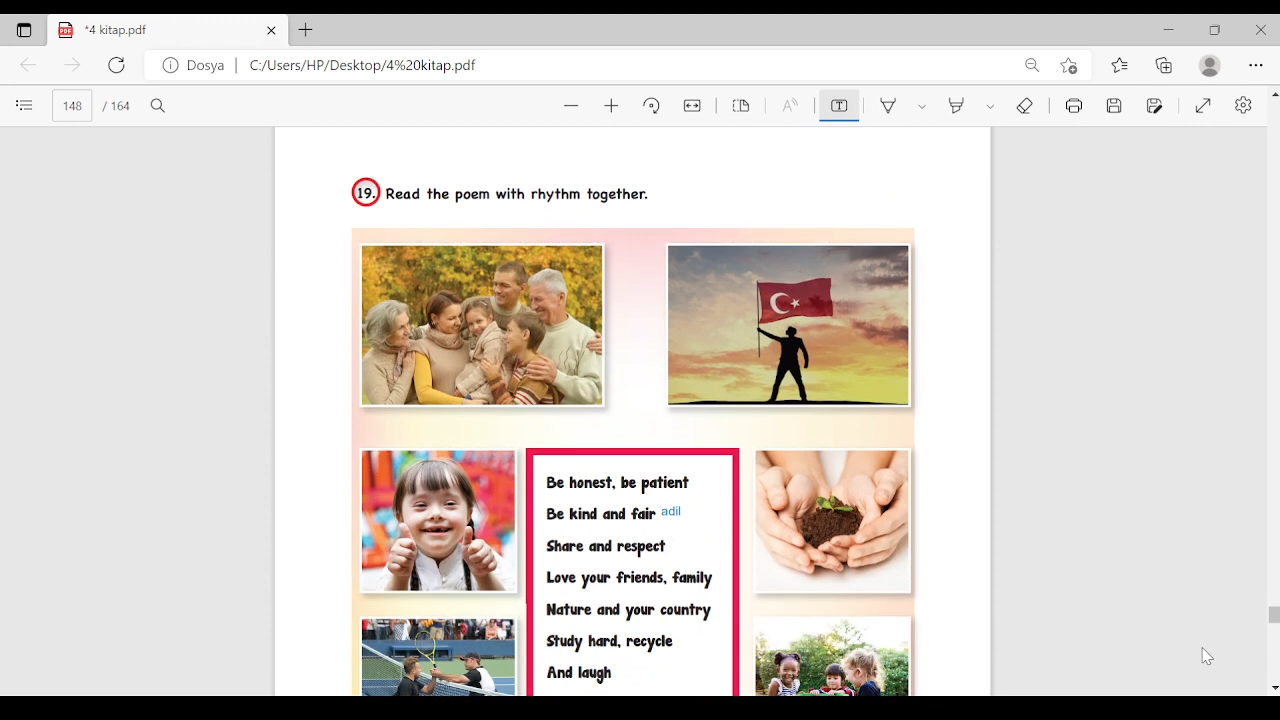 *4 kitap.pdf
Dosya | C:/Users/HP/Desktop/4%20kitap.pdf
148 / 164
19. Read the poem with rhythm together.
Be honest, be patient
Be kind and fair adil
Share and respect
Love your friends, family
Nature and your country
Study hard, recycle
And laugh